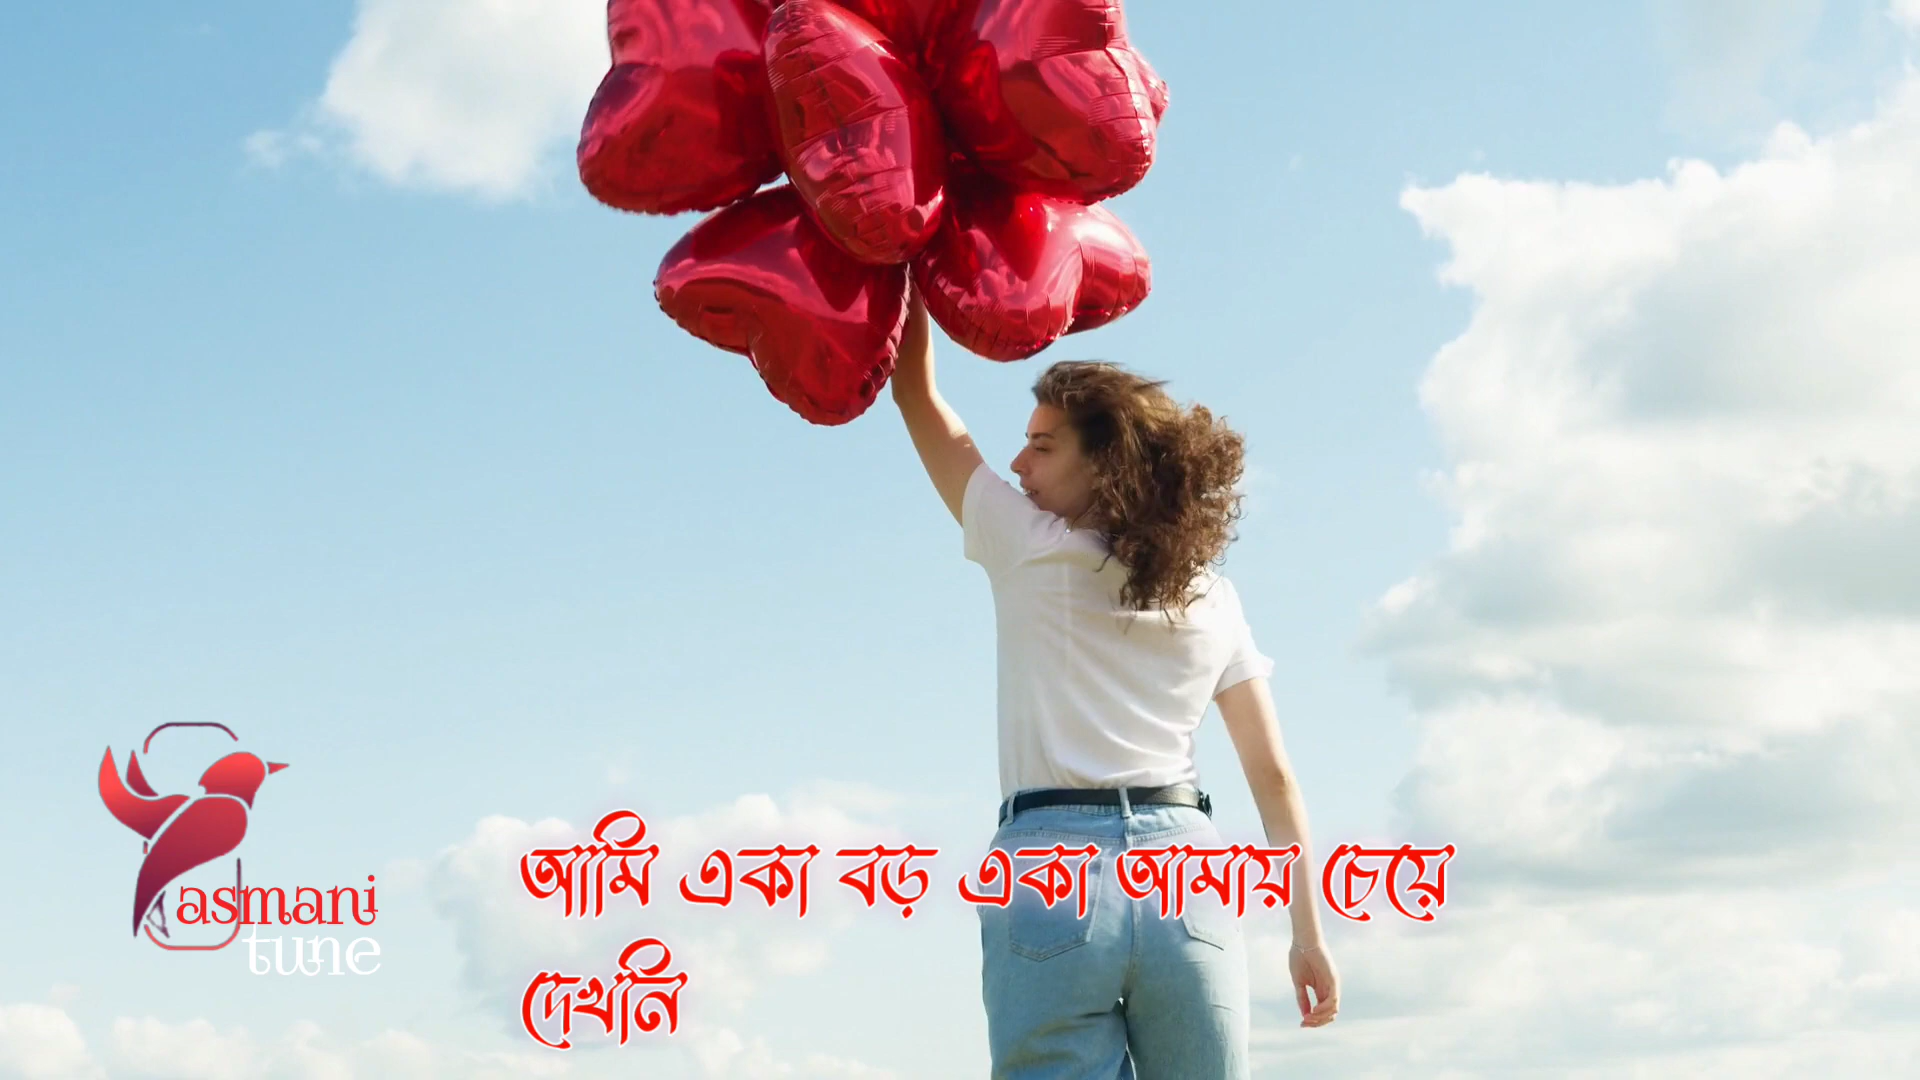 আমি একা বড় একা আমায় চেয়ে
দেখনি
asmani
tune